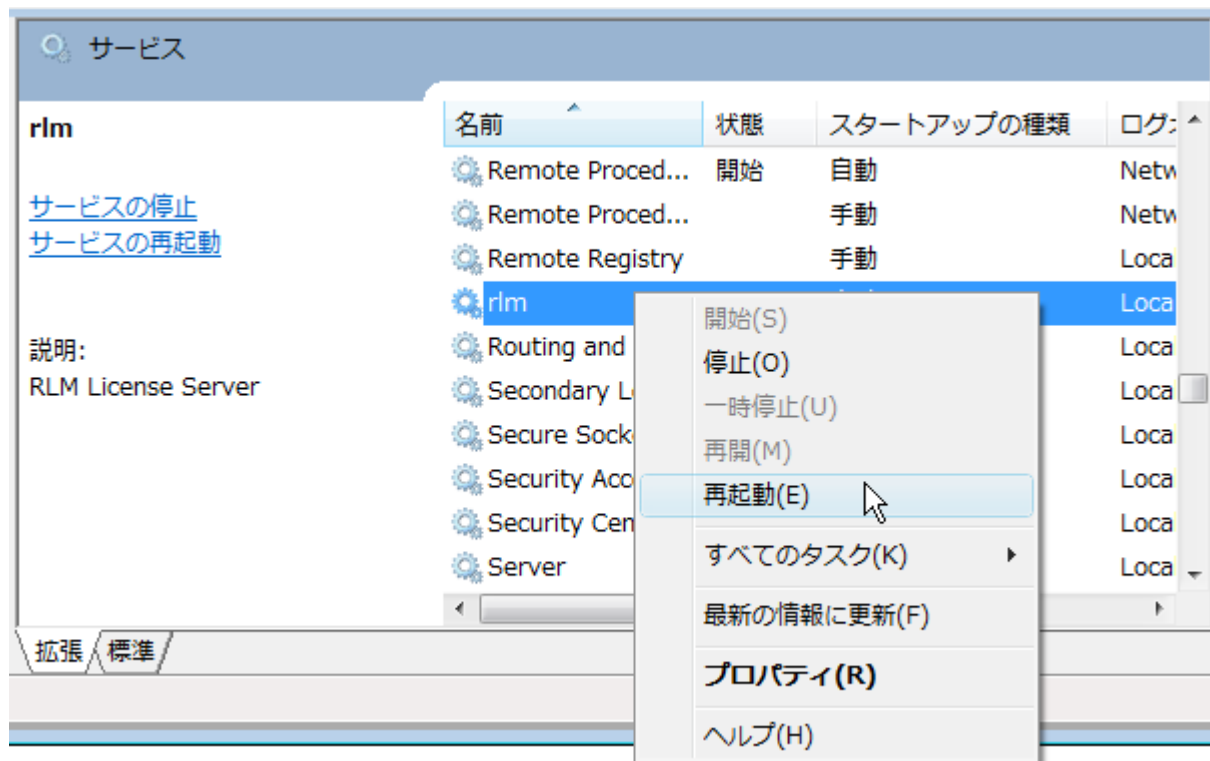 サービス
rlm
サービスの停止
サービスの再起動
説明:
RLM License Server
名前 状態 スタートアップの種類 ログ
Remote Proced... 開始 自動 Netw
Remote Proced... 手動 Netw
Remote Registry 手動 Loca
rlm Loca
Routing and Loca
Secondary L Loca
Secure Sock Loca
Security Acc Loca
Security Cen Loca
Server Loca
開始(S)
停止(O)
一時停止(U)
再開(M)
再起動(E)
すべてのタスク(K)
最新の情報に更新(F)
プロパティ(R)
ヘルプ(H)
拡張 標準